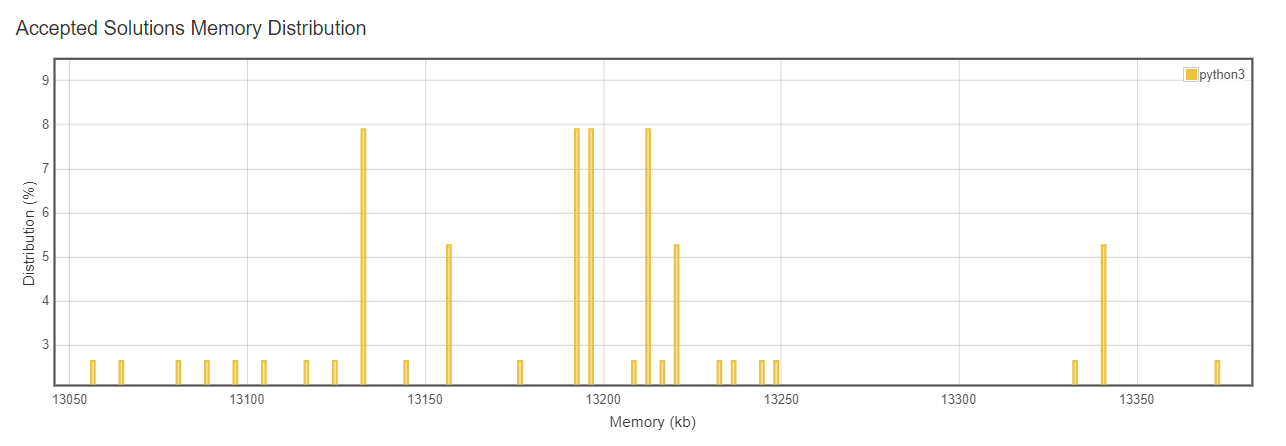 Accepted Solutions Memory Distribution
python3
9
8
7
6
5
4
3
Distribution (%)
13050 13100 13150 13200 13250 13300 13350
Memory (kb)